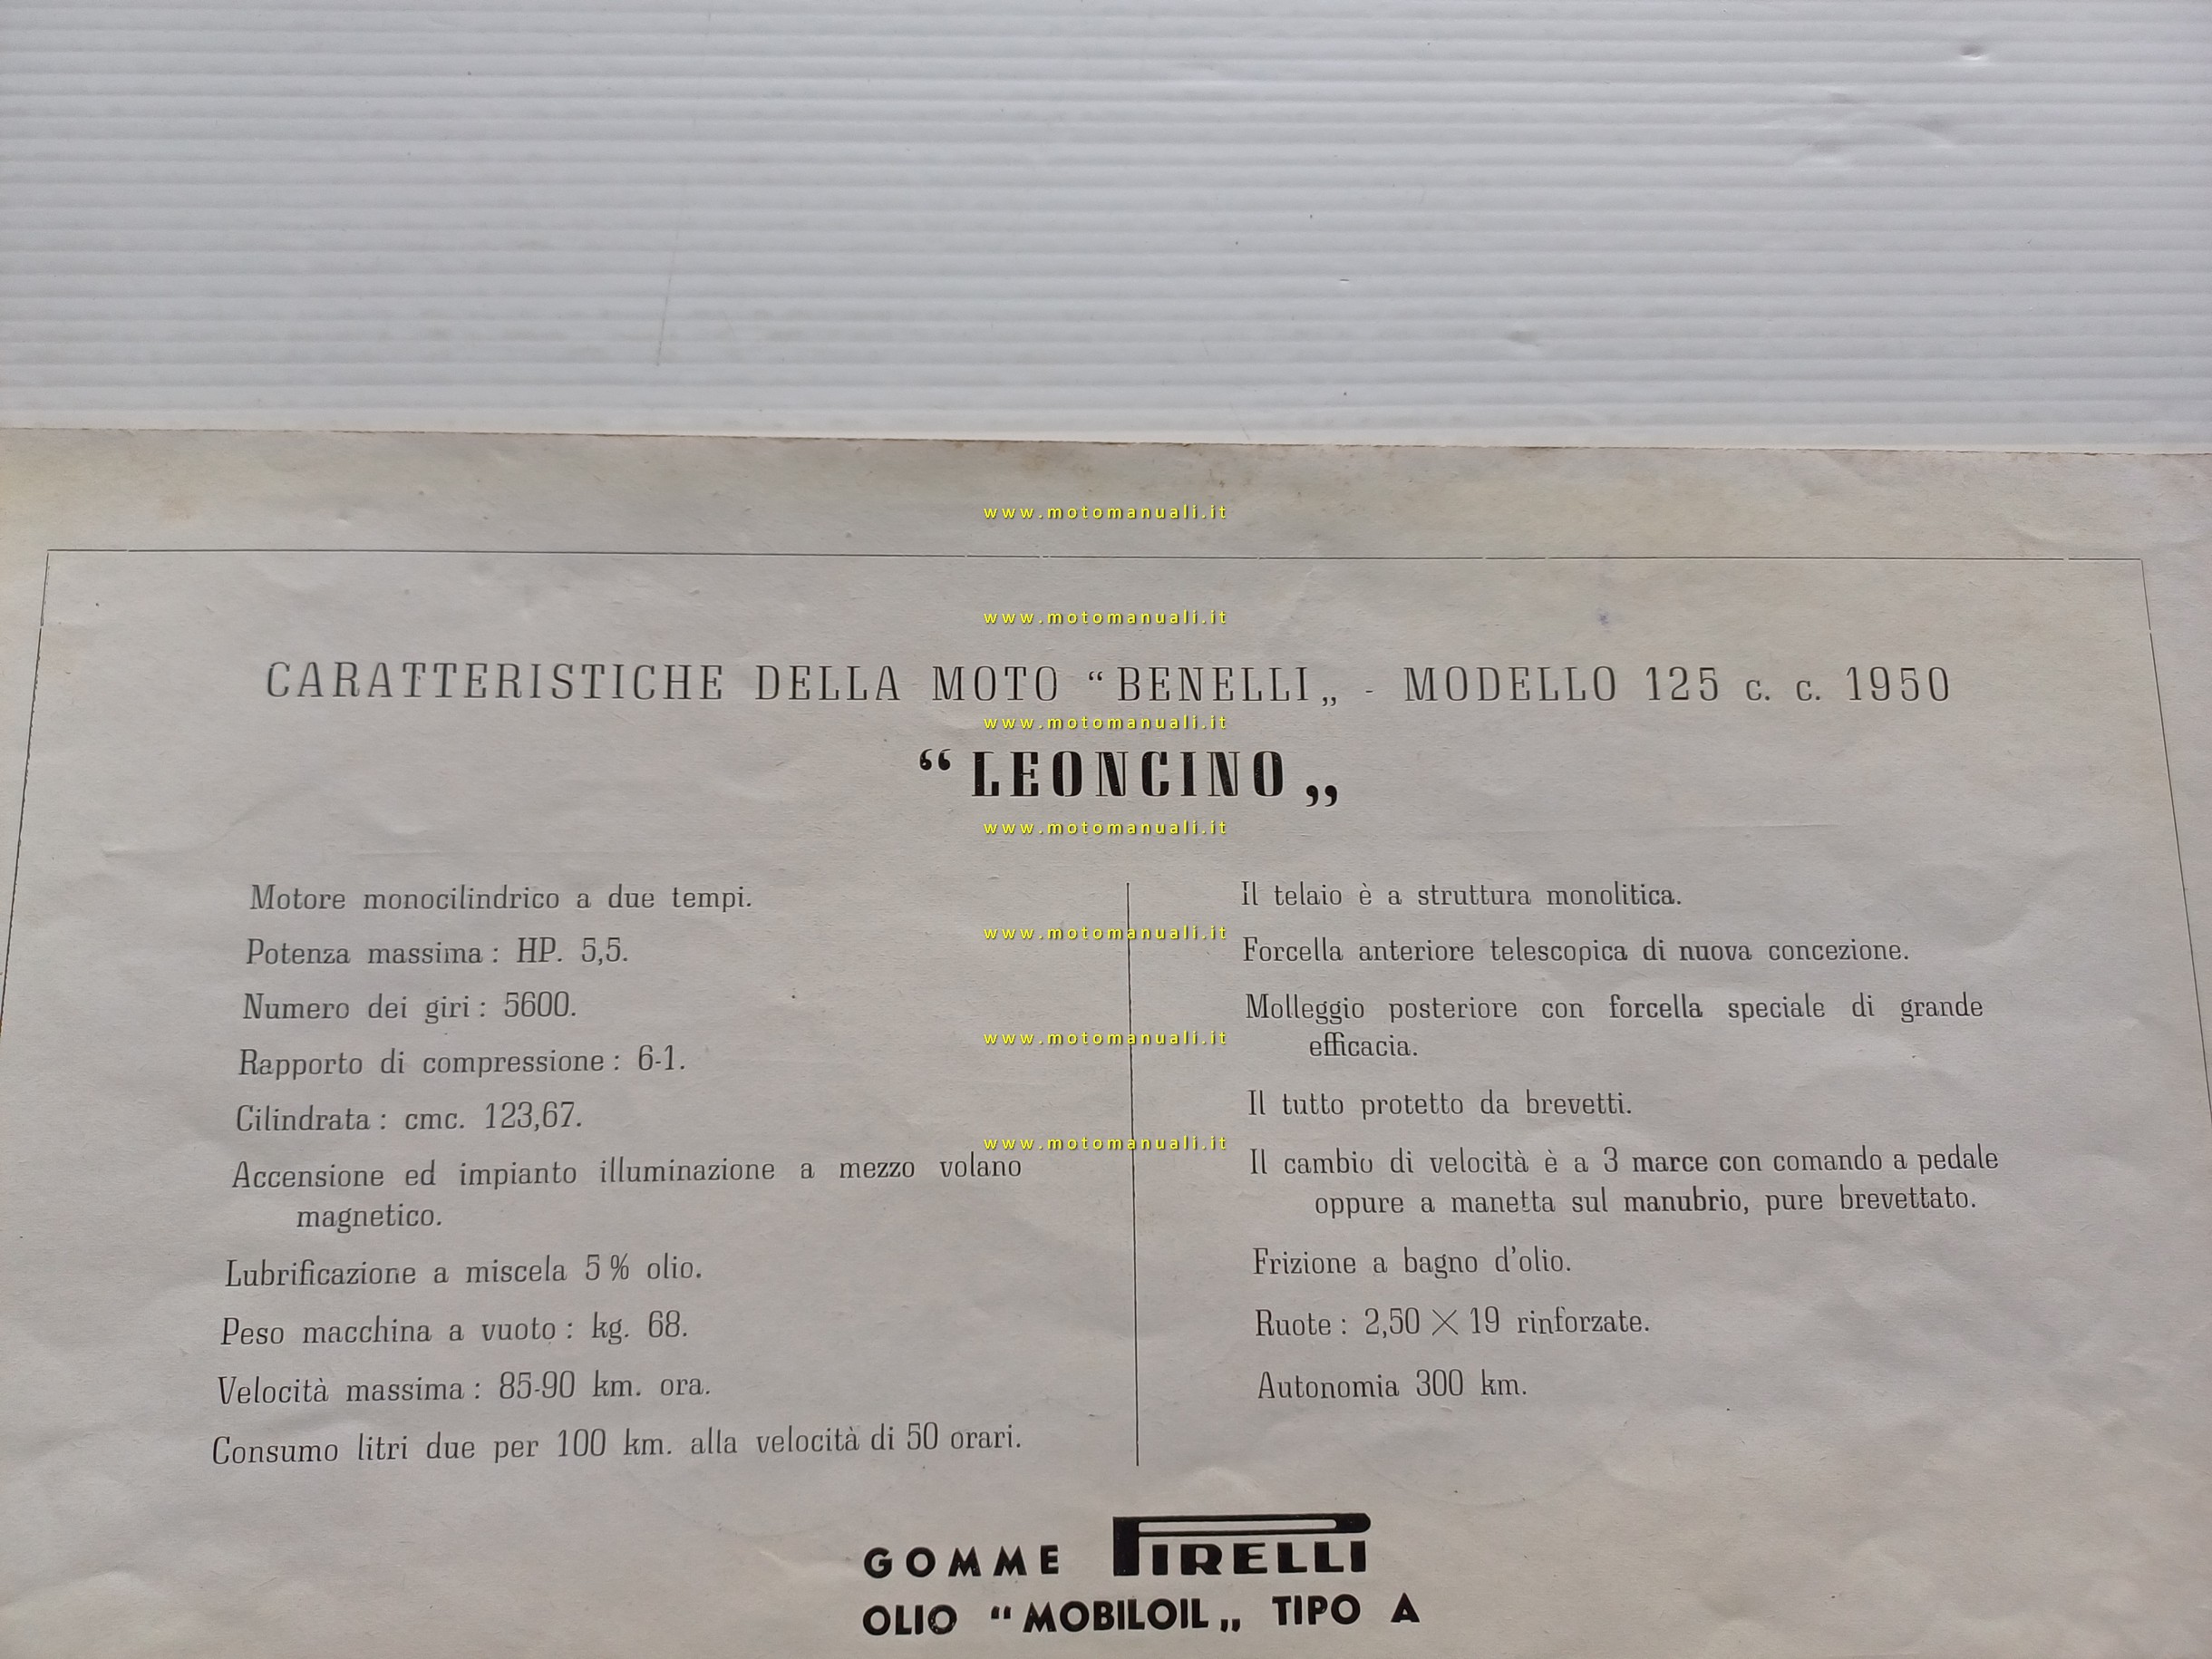 www.motomanuali.it
www.motomanuali.it
CARATTERISTICHE DELLA MOTO “BENELLI„ - MODELLO 125 c. c. 1950
www.motomanuali.it
“LEONCINO„
www.motomanuali.it
Motore monocilindrico a due tempi.
Potenza massima : HP. 5,5.
Numero dei giri : 5600.
Rapporto di compressione : 6-1.
Cilindrata : cmc. 123,67.
Accensione ed impianto illuminazione a mezzo volano
magnetico.
Lubrificazione a miscela 5 % olio.
Peso macchina a vuoto : kg. 68.
Velocità massima : 85-90 km. ora.
Consumo litri due per 100 km. alla velocità di 50 orari.
www.motomanuali.it
www.motomanuali.it
www.motomanuali.it
Il telaio è a struttura monolitica.
Forcella anteriore telescopica di nuova concezione.
Molleggio posteriore con forcella speciale di grande
efficacia.
Il tutto protetto da brevetti.
Il cambio di velocità è a 3 marce con comando a pedale
oppure a manetta sul manubrio, pure brevettato.
Frizione a bagno d'olio.
Ruote : 2,50 × 19 rinforzate.
Autonomia 300 km.
GOMME PIRELLI
OLIO “MOBILOIL„ TIPO A